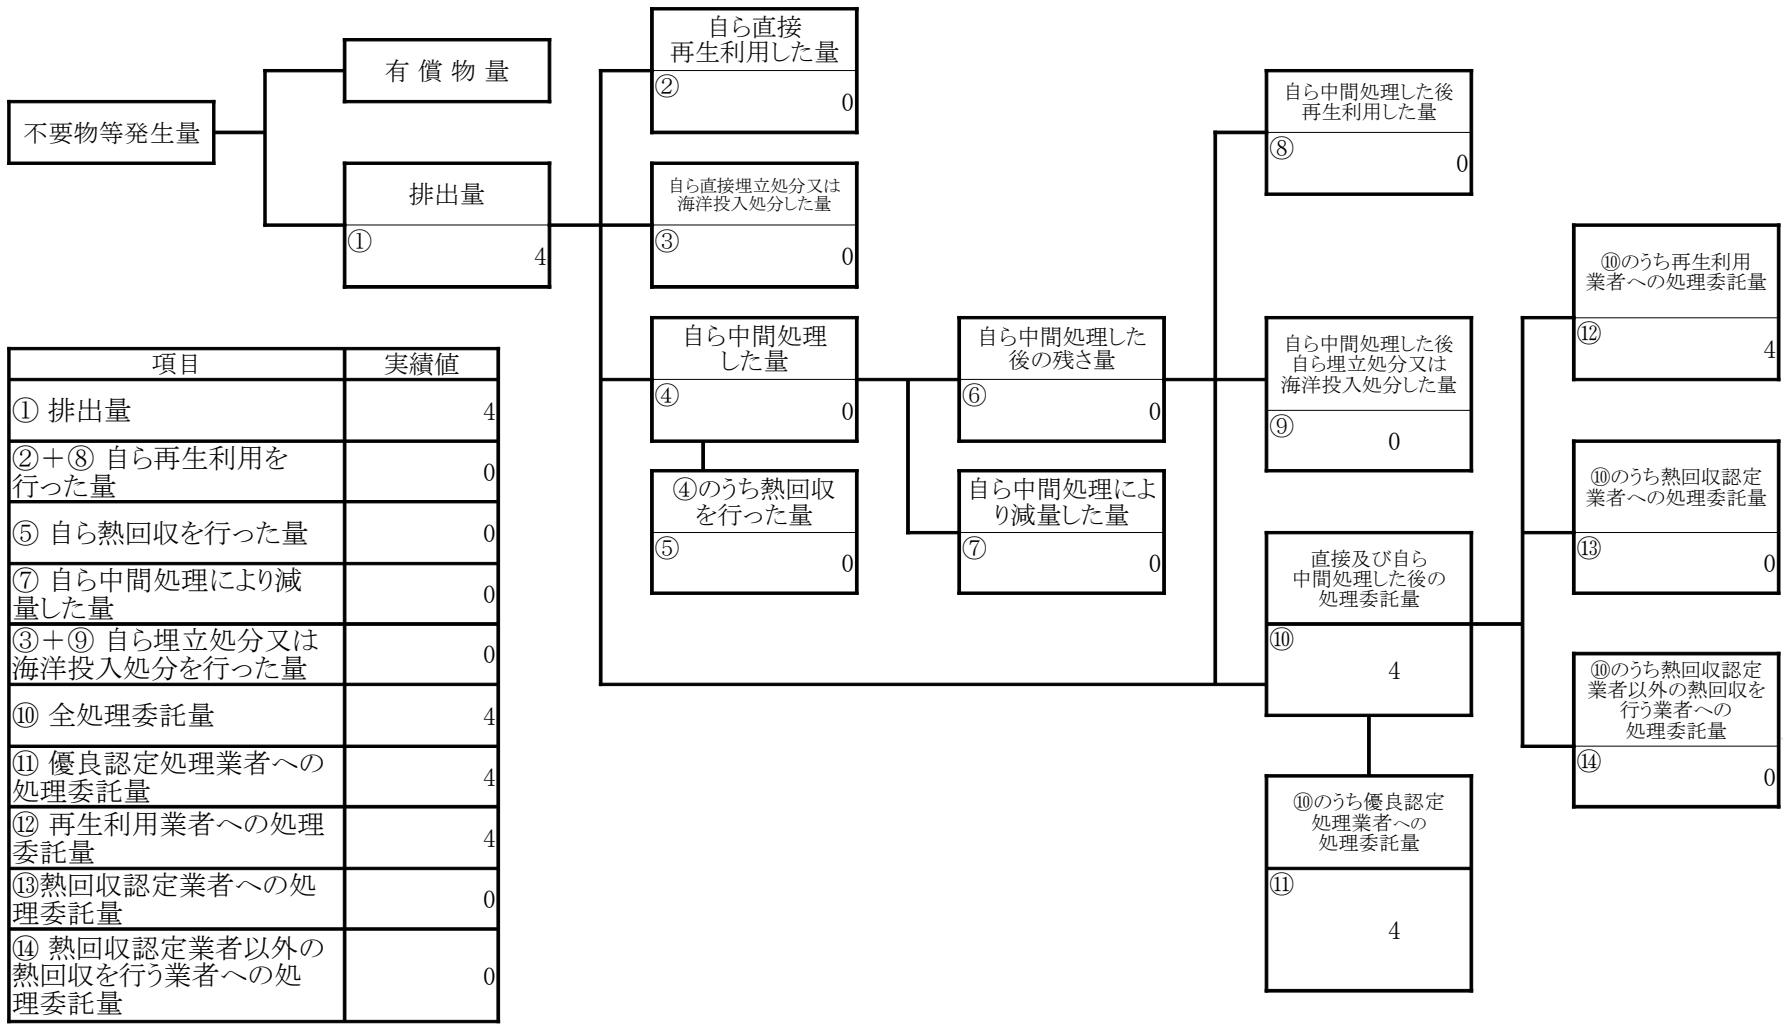 不要物等発生量
有 償 物 量
排出量
①
4
自ら直接
再生利用した量
②
0
自ら直接埋立処分又は
海洋投入処分した量
③
0
自ら中間処理
した量
④
0
④のうち熱回収
を行った量
⑤
0
自ら中間処理した
後の残さ量
⑥
0
自ら中間処理によ
り減量した量
⑦
0
自ら中間処理した後
再生利用した量
⑧
0
自ら中間処理した後
自ら埋立処分又は
海洋投入処分した量
⑨
0
直接及び自ら
中間処理した後の
処理委託量
⑩
4
⑩のうち優良認定
処理業者への
処理委託量
⑪
4
⑩のうち再生利用
業者への処理委託量
⑫
4
⑩のうち熱回収認定
業者への処理委託量
⑬
0
⑩のうち熱回収認定
業者以外の熱回収を
行う業者への
処理委託量
⑭
0
項目 実績値
① 排出量 4
②＋⑧ 自ら再生利用を
行った量 0
⑤ 自ら熱回収を行った量 0
⑦ 自ら中間処理により減
量した量 0
③＋⑨ 自ら埋立処分又は
海洋投入処分を行った量 0
⑩ 全処理委託量 4
⑪ 優良認定処理業者への
処理委託量 4
⑫ 再生利用業者への処理
委託量 4
⑬熱回収認定業者への処
理委託量 0
⑭ 熱回収認定業者以外の
熱回収を行う業者への処
理委託量 0